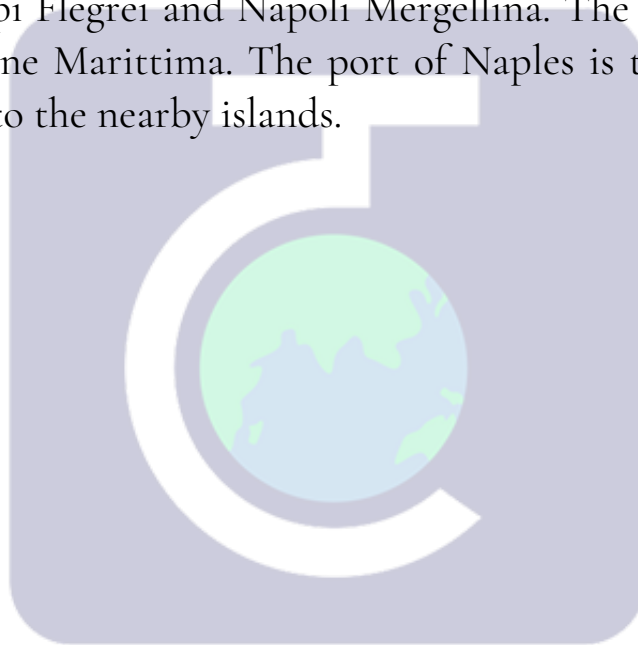 Flegrei and Napoli Mergellina. The
Marittima. The port of Naples is
to the nearby islands.